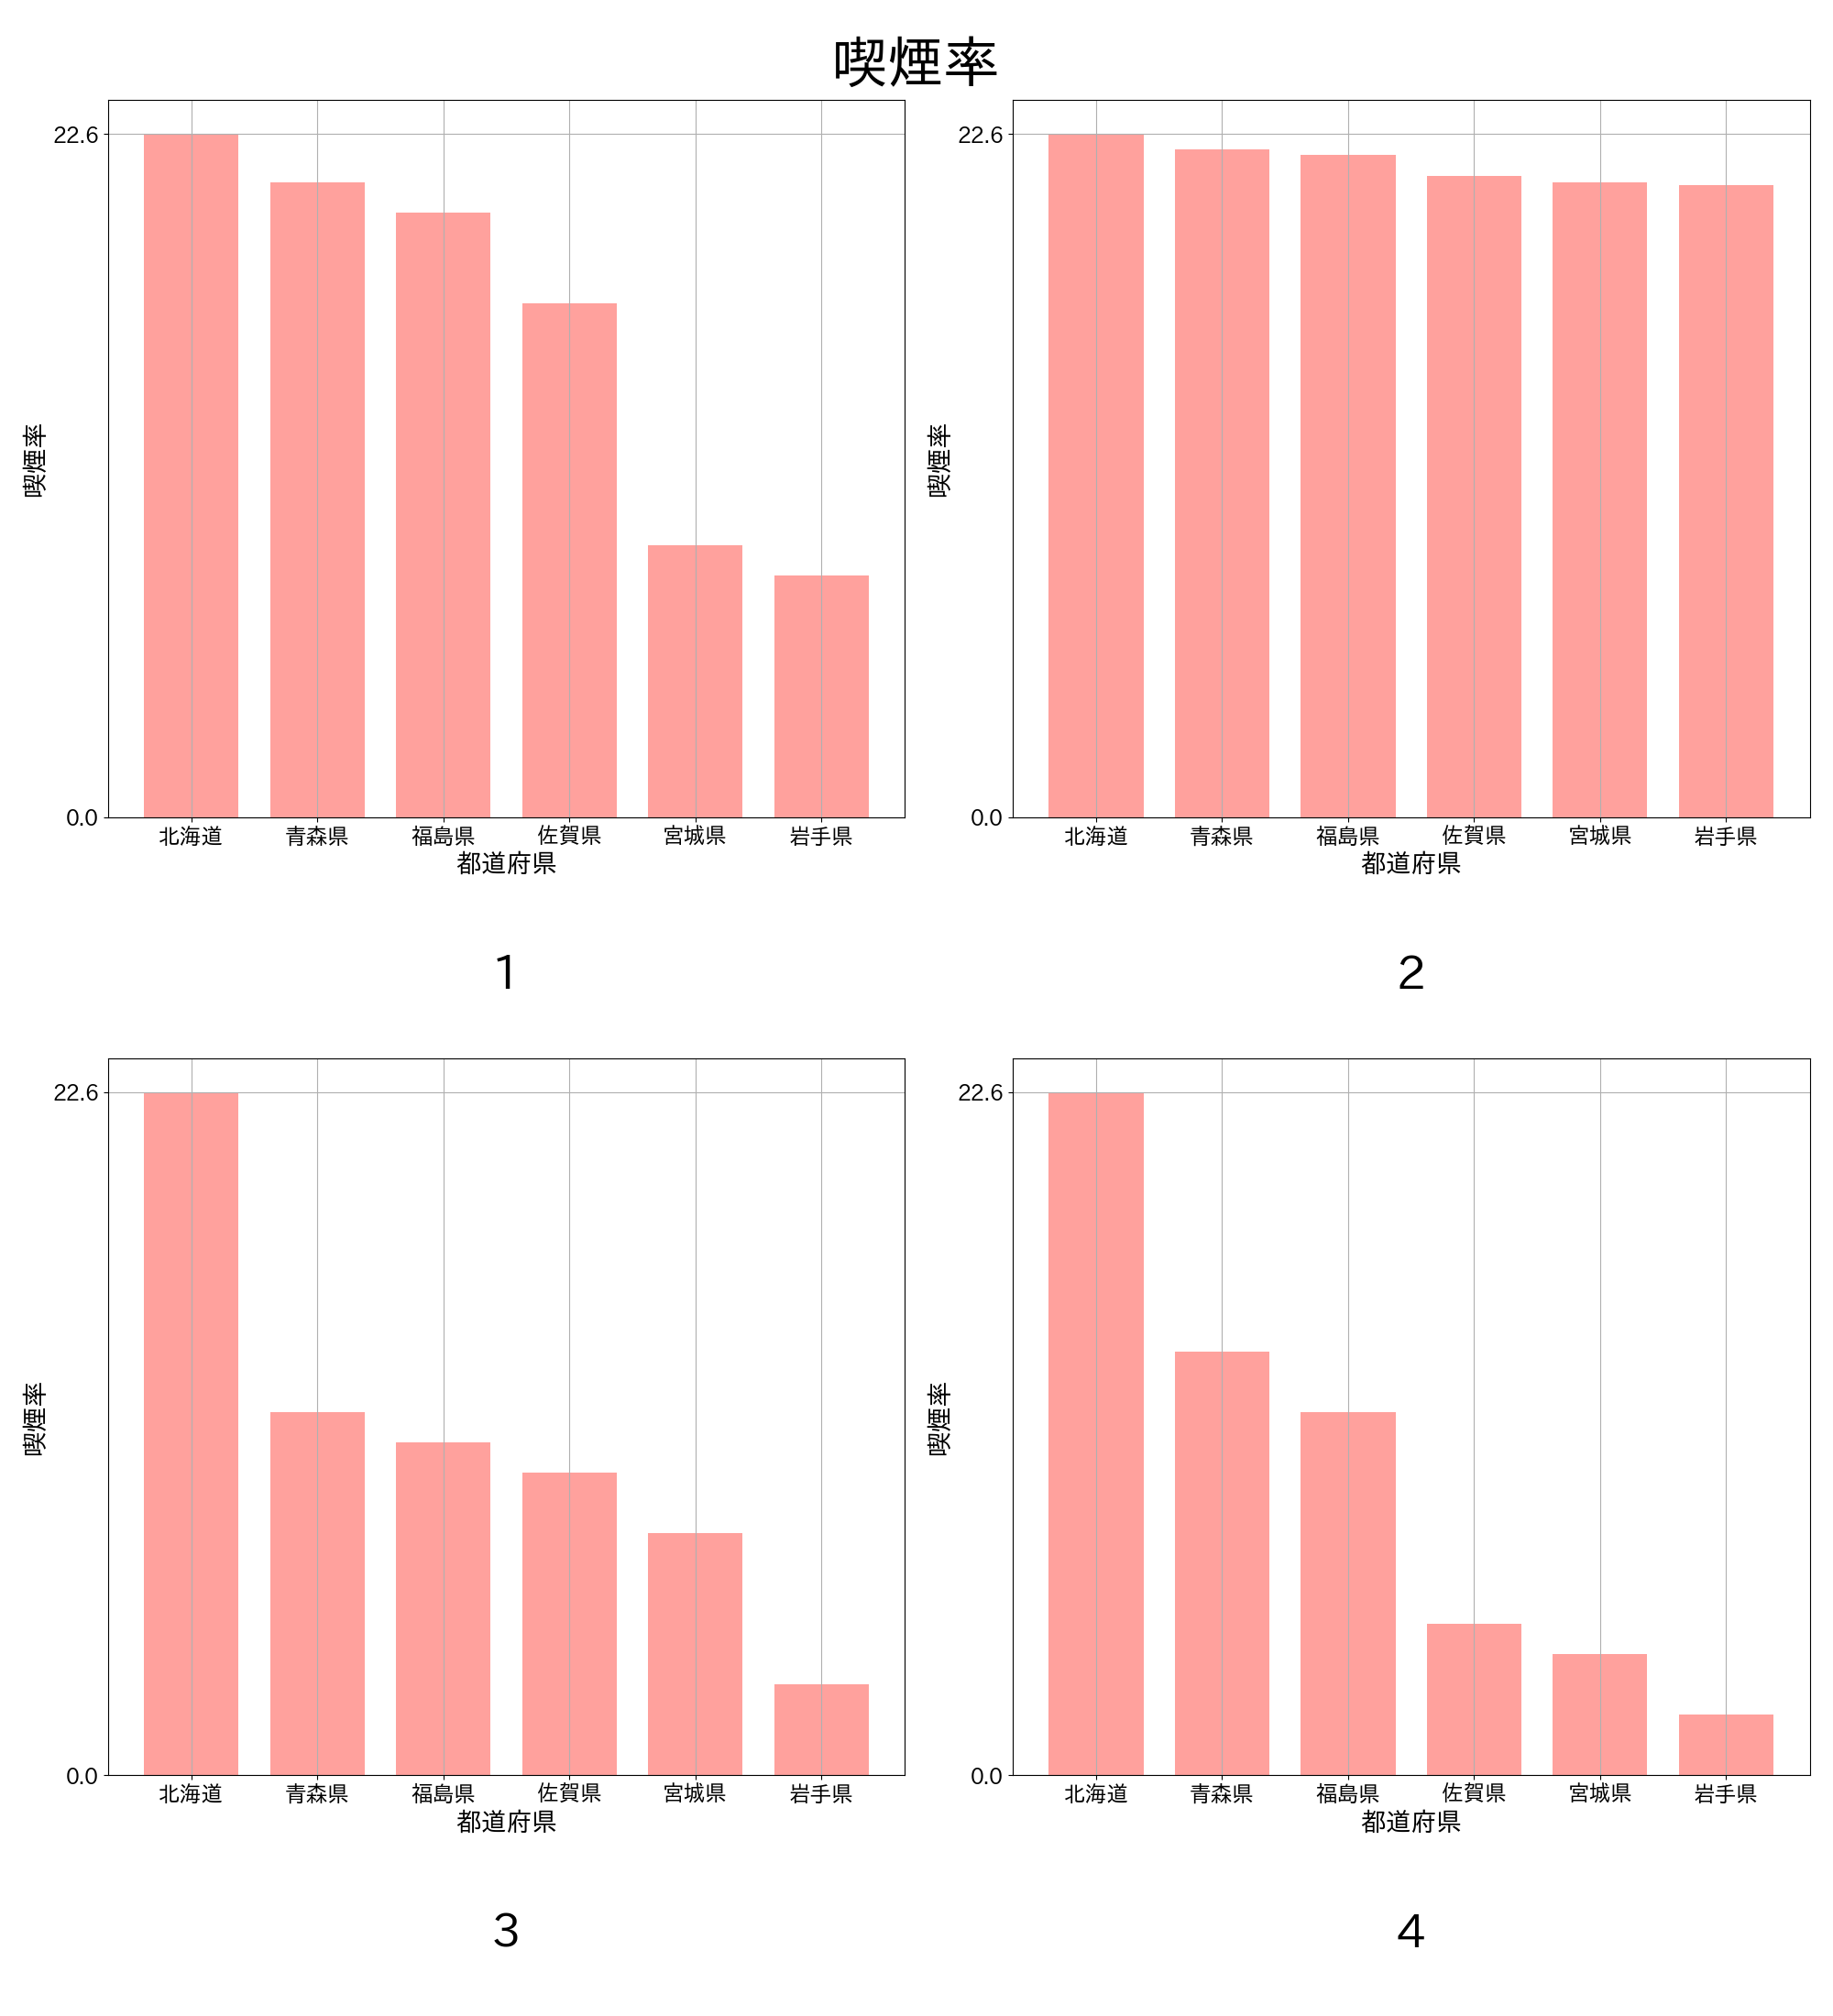 喫煙率
22.6
0.0
喫煙率
北海道 青森県 福島県 佐賀県 宮城県 岩手県
都道府県
1
22.6
0.0
喫煙率
北海道 青森県 福島県 佐賀県 宮城県 岩手県
都道府県
2
22.6
0.0
喫煙率
北海道 青森県 福島県 佐賀県 宮城県 岩手県
都道府県
3
22.6
0.0
喫煙率
北海道 青森県 福島県 佐賀県 宮城県 岩手県
都道府県
4